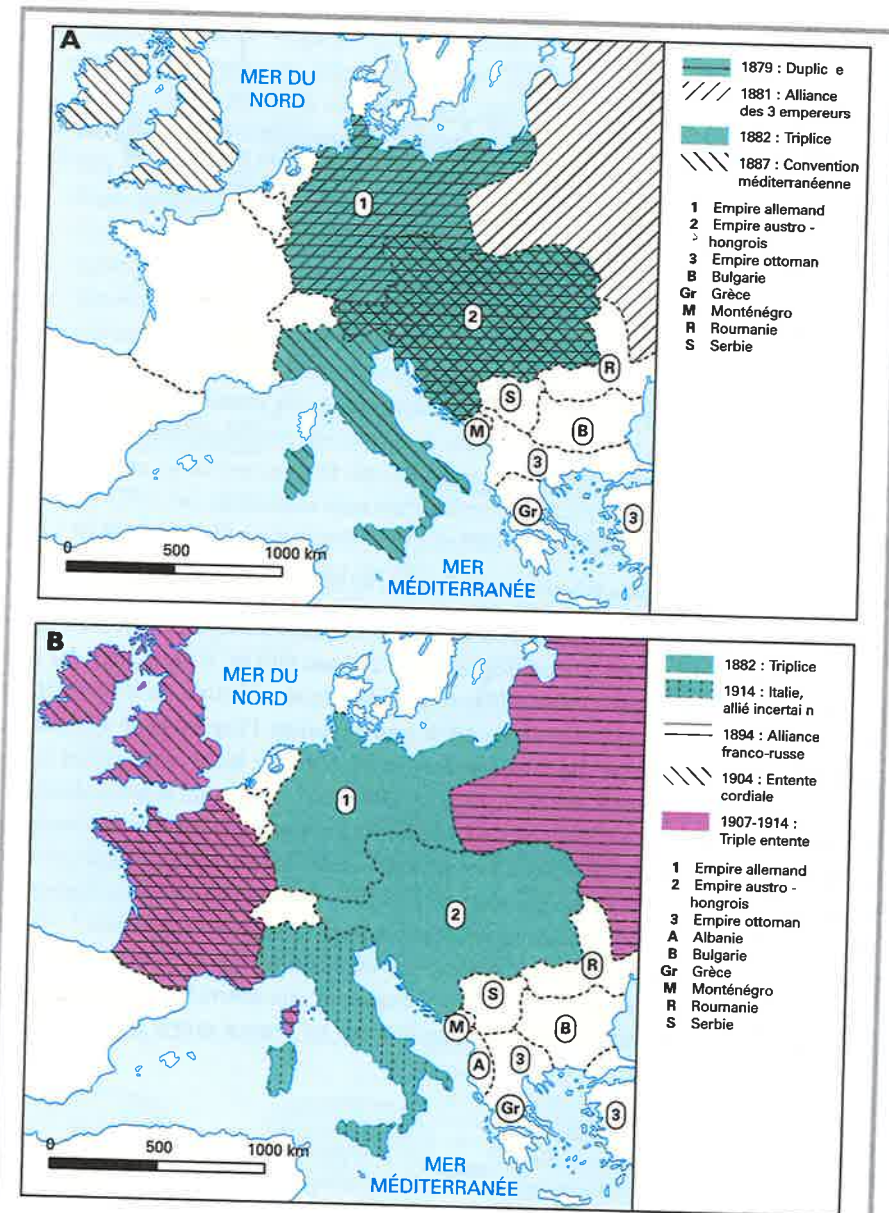 A
MER DU
NORD
1
2
R
S
B
M
3
Gr
3
0 500 1000 km
MER
MÉDITERRANÉE
1879 : Duplic e
1881 : Alliance
des 3 empereurs
1882 : Triplice
1887 : Convention
méditerranéenne
1 Empire allemand
2 Empire austro -
hongrois
3 Empire ottoman
B Bulgarie
Gr Grèce
M Monténégro
R Roumanie
S Serbie
B
MER DU
NORD
1
2
R
S
M
B
A
3
Gr
3
0 500 1000 km
MER
MÉDITERRANÉE
1882 : Triplice
1914 : Italie,
allié incertai n
1894 : Alliance
franco-russe
1904 : Entente
cordiale
1907-1914 :
Triple entente
1 Empire allemand
2 Empire austro -
hongrois
3 Empire ottoman
A Albanie
B Bulgarie
Gr Grèce
M Monténégro
R Roumanie
S Serbie